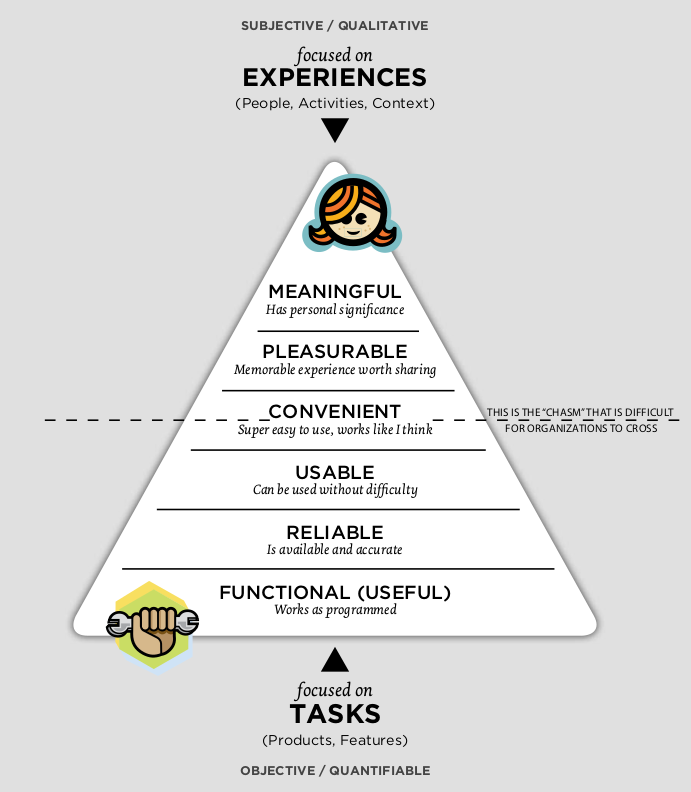 SUBJECTIVE / QUALITATIVE
focused on
EXPERIENCES
(People, Activities, Context)
MEANINGFUL
Has personal significance
PLEASURABLE
Memorable experience worth sharing
CONVENIENT
Super easy to use, works like I think
THIS IS THE “CHASM” THAT IS DIFFICULT
FOR ORGANIZATIONS TO CROSS
USABLE
Can be used without difficulty
RELIABLE
Is available and accurate
FUNCTIONAL (USEFUL)
Works as programmed
focused on
TASKS
(Products, Features)
OBJECTIVE / QUANTIFIABLE